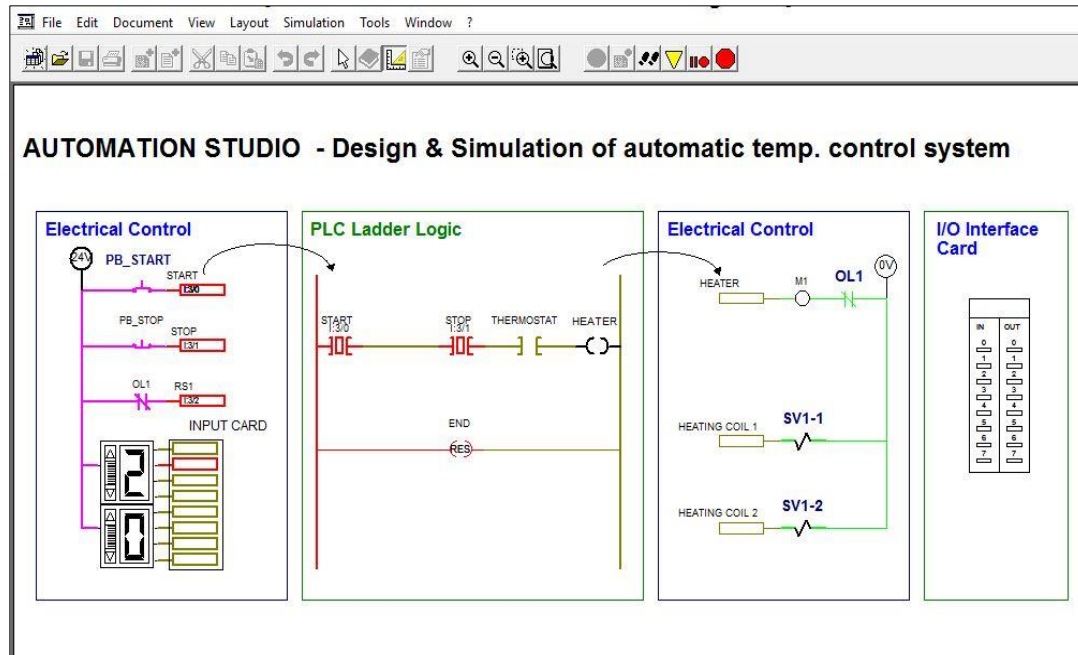 File Edit Document View Layout Simulation Tools Window ?
AUTOMATION STUDIO - Design & Simulation of automatic temp. control system
Electrical Control
24V
PB_START
START
I:3/0
PB_STOP
STOP
I:3/1
OL1
RS1
I:3/2
INPUT CARD
2
0
PLC Ladder Logic
START
I:3/0
STOP
I:3/1
THERMOSTAT
HEATER
END
RES
Electrical Control
HEATER
M1
OL1
0V
HEATING COIL 1
SV1-1
HEATING COIL 2
SV1-2
I/O Interface
Card
IN OUT
0 0
1 1
2 2
3 3
4 4
5 5
6 6
7 7